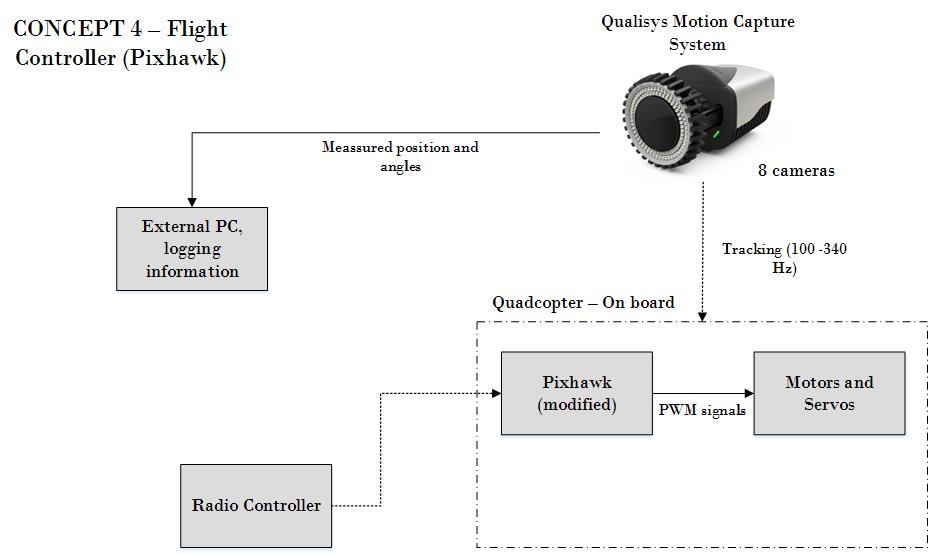 CONCEPT 4 – Flight
Controller (Pixhawk)
Qualisys Motion Capture
System
Meassured position and
angles
8 cameras
External PC,
logging
information
Tracking (100 -340
Hz)
Quadcopter – On board
Pixhawk
(modified)
PWM signals
Motors and
Servos
Radio Controller